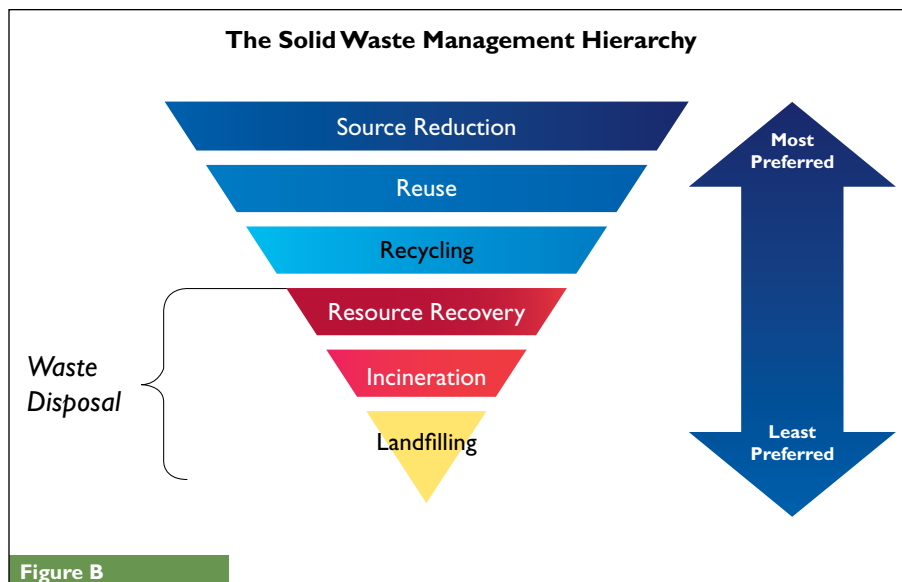 The Solid Waste Management Hierarchy
Source Reduction
Reuse
Recycling
Resource Recovery
Incineration
Landfilling
Waste
Disposal
Most
Preferred
Least
Preferred
Figure B